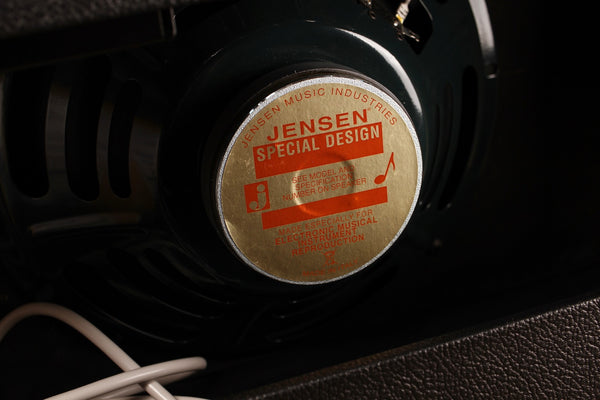 JENSEN MUSIC INDUSTRIES
JENSEN®
SPECIAL DESIGN
j
SEE MODEL AND
SPECIFICATION
NUMBER ON SPEAKER
MADE ESPECIALLY FOR
ELECTRONIC MUSICAL
INSTRUMENT
REPRODUCTION